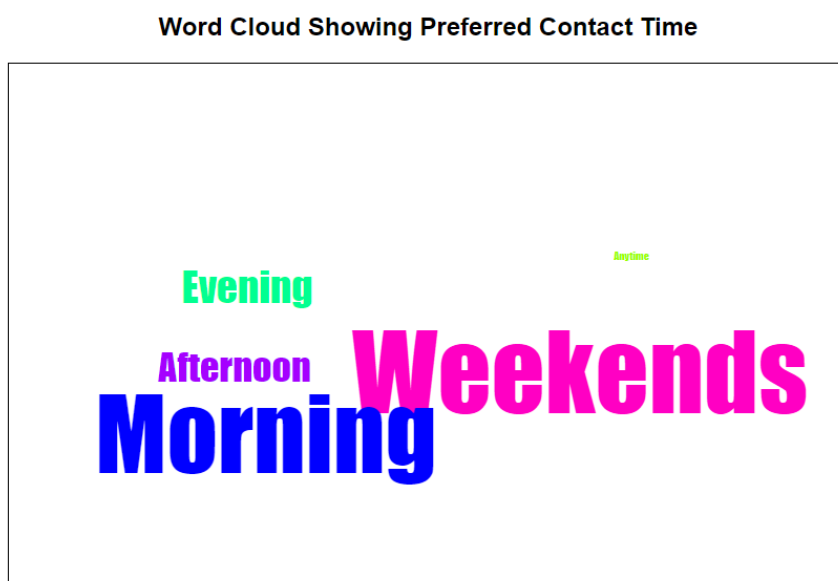 Word Cloud Showing Preferred Contact Time
Anytime
Evening
Weekends
Afternoon
Morning